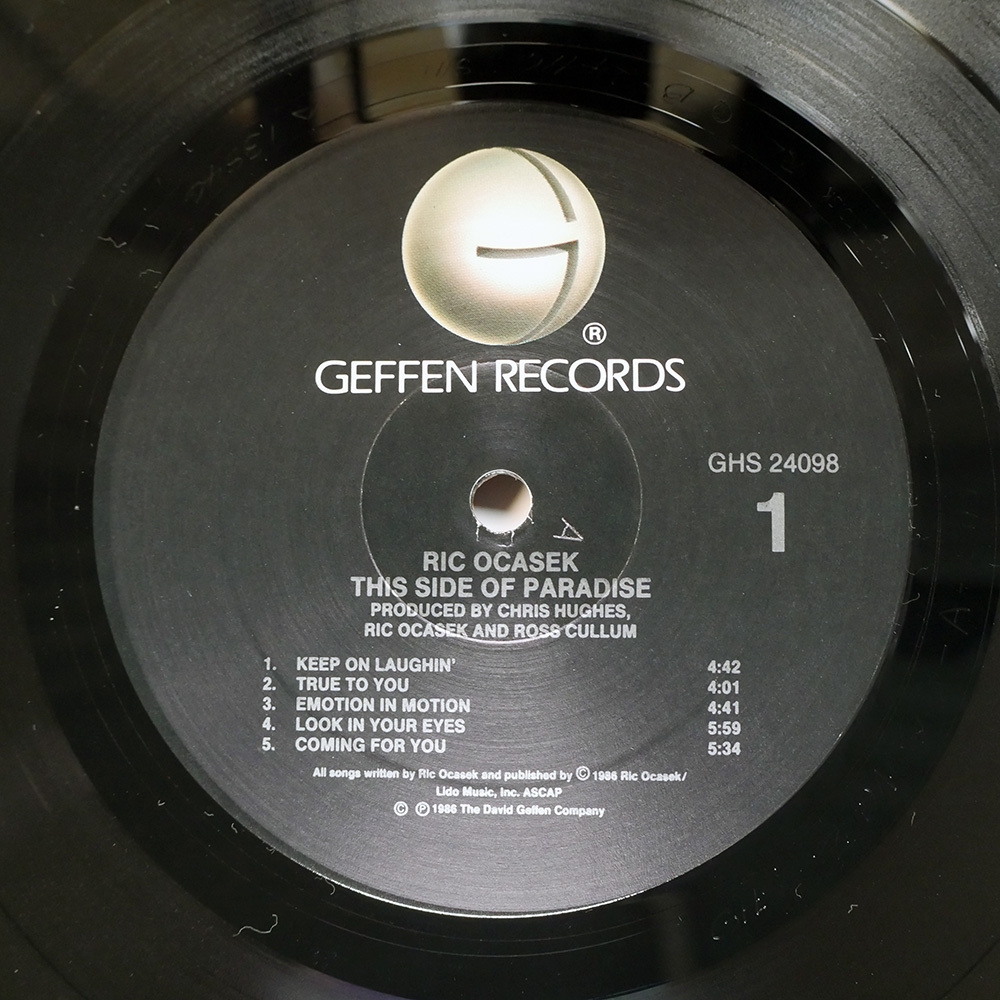 ®
GEFFEN RECORDS
GHS 24098
1
RIC OCASEK
THIS SIDE OF PARADISE
PRODUCED BY CHRIS HUGHES,
RIC OCASEK AND ROSS CULLUM
1. KEEP ON LAUGHIN' 4:42
2. TRUE TO YOU 4:01
3. EMOTION IN MOTION 4:41
4. LOOK IN YOUR EYES 5:59
5. COMING FOR YOU 5:34
All songs written by Ric Ocasek and published by © 1986 Ric Ocasek/
Lido Music, Inc. ASCAP
© ℗ 1986 The David Geffen Company